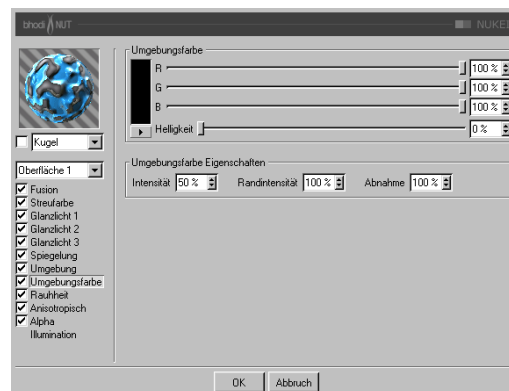 bhodi NUT
NUKEI
Umgebungsfarbe
R 100 %
G 100 %
B 100 %
Helligkeit 0 %
Kugel
Oberfläche 1
Umgebungsfarbe Eigenschaften
Intensität 50 % Randintensität 100 % Abnahme 100 %
Fusion
Streufarbe
Glanzlicht 1
Glanzlicht 2
Glanzlicht 3
Spiegelung
Umgebung
Umgebungsfarbe
Rauhheit
Anisotropisch
Alpha
Illumination
OK Abbruch